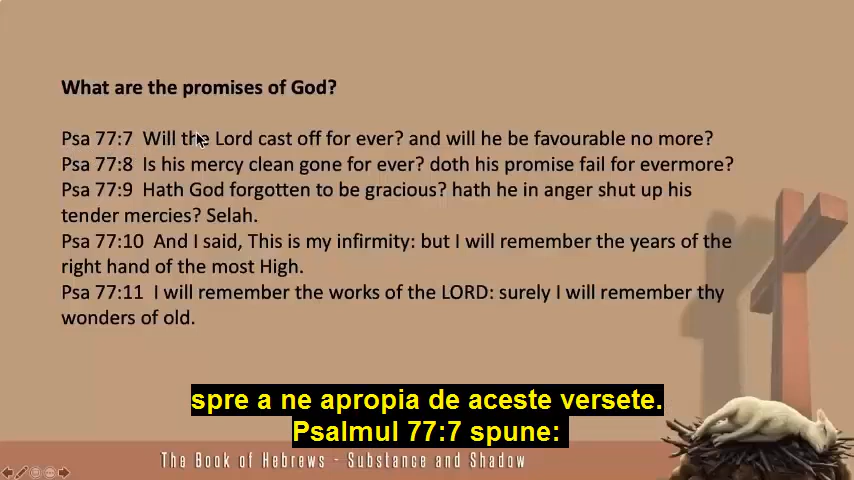 What are the promises of God?
Psa 77:7 Will the Lord cast off for ever? and will he be favourable no more?
Psa 77:8 Is his mercy clean gone for ever? doth his promise fail for evermore?
Psa 77:9 Hath God forgotten to be gracious? hath he in anger shut up his
tender mercies? Selah.
Psa 77:10 And I said, This is my infirmity: but I will remember the years of the
right hand of the most High.
Psa 77:11 I will remember the works of the LORD: surely I will remember thy
wonders of old.
spre a ne apropia de aceste versete.
Psalmul 77:7 spune:
The Book of Hebrews - Substance and Shadow